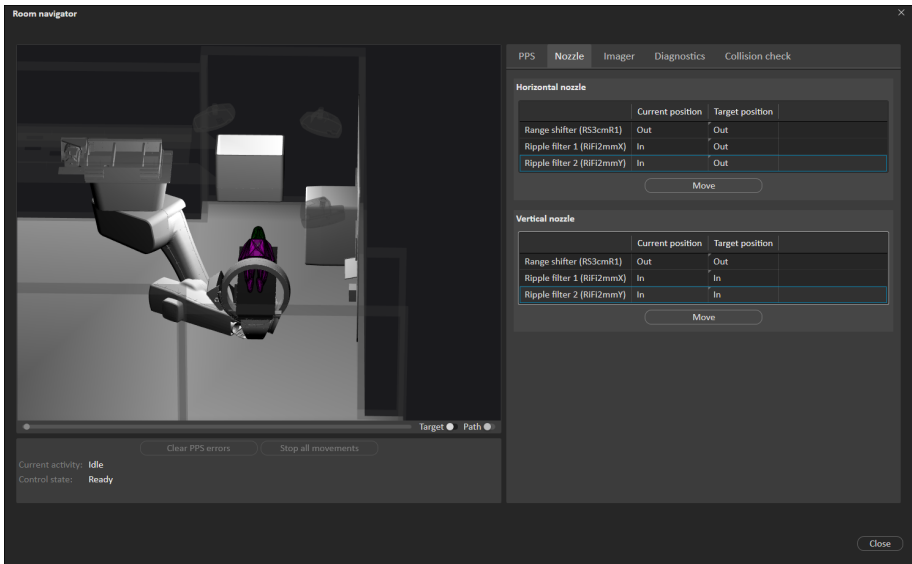 Room navigator
PPS Nozzle Imager Diagnostics Collision check
Horizontal nozzle
Current position Target position
Range shifter (RS3cmR1) Out Out
Ripple filter 1 (RiFi2mmX) In Out
Ripple filter 2 (RiFi2mmY) In Out
Move
Vertical nozzle
Current position Target position
Range shifter (RS3cmR1) Out Out
Ripple filter 1 (RiFi2mmX) In In
Ripple filter 2 (RiFi2mmY) In In
Move
Target Path
Clear PPS errors Stop all movements
Current activity: Idle
Control state: Ready
Close